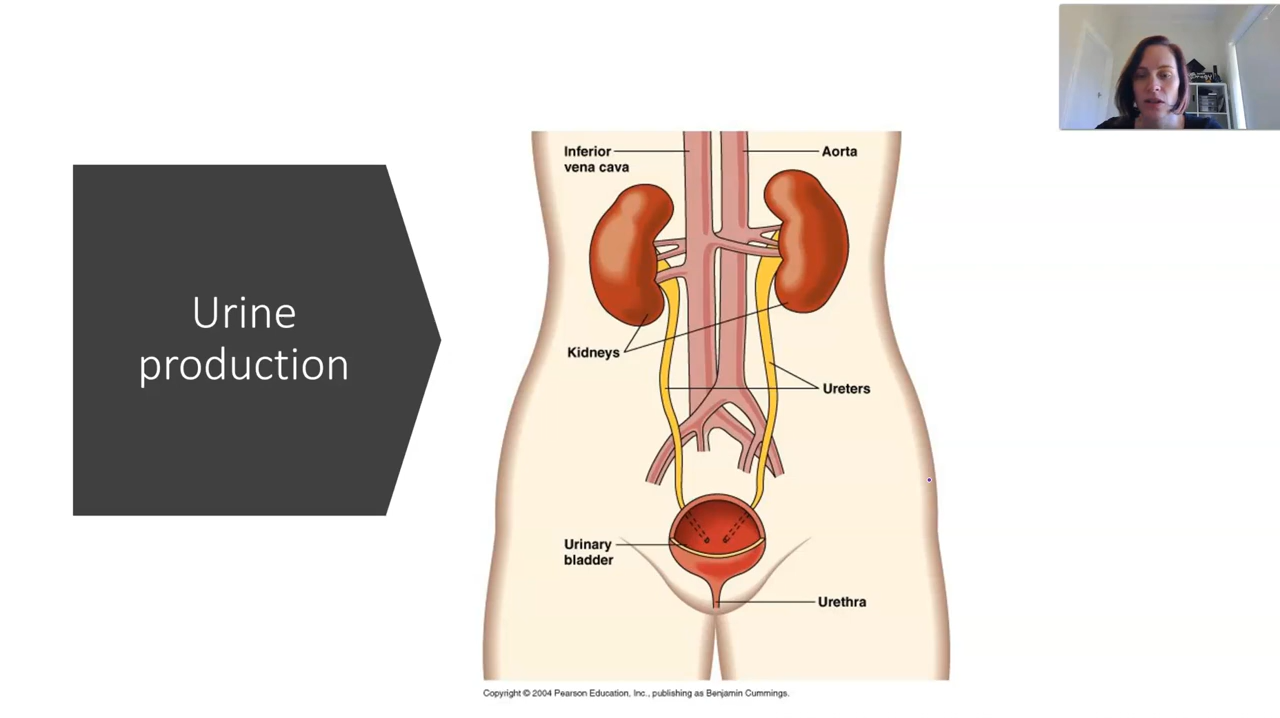 Urine
production
Inferior
vena cava
Aorta
Kidneys
Ureters
Urinary
bladder
Urethra
Copyright © 2004 Pearson Education, Inc., publishing as Benjamin Cummings.